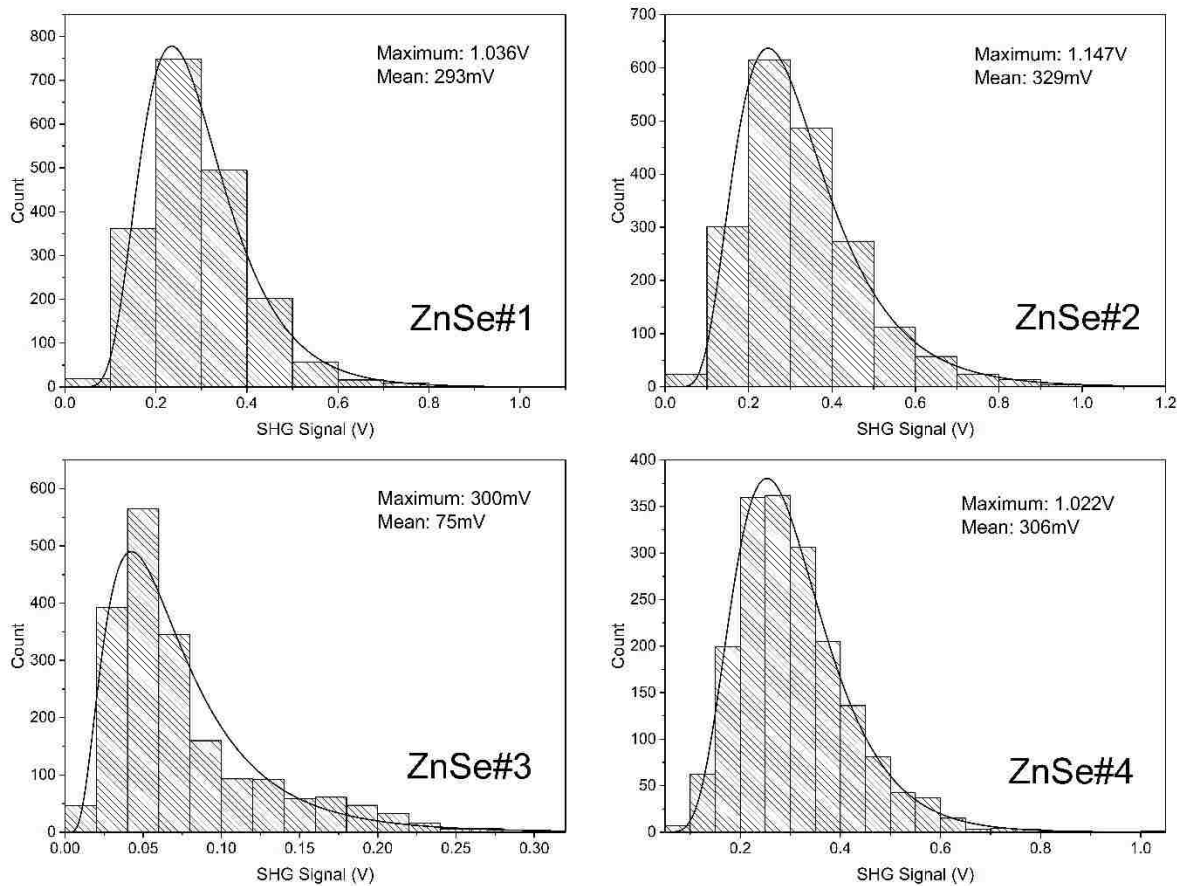 800
700
600
500
400
300
200
100
0
Count
Maximum: 1.036V
Mean: 293mV
ZnSe#1
0.0 0.2 0.4 0.6 0.8 1.0
SHG Signal (V)
700
600
500
400
300
200
100
0
Count
Maximum: 1.147V
Mean: 329mV
ZnSe#2
0.0 0.2 0.4 0.6 0.8 1.0 1.2
SHG Signal (V)
600
500
400
300
200
100
0
Count
Maximum: 300mV
Mean: 75mV
ZnSe#3
0.00 0.05 0.10 0.15 0.20 0.25 0.30
SHG Signal (V)
400
350
300
250
200
150
100
50
0
Count
Maximum: 1.022V
Mean: 306mV
ZnSe#4
0.2 0.4 0.6 0.8 1.0
SHG Signal (V)